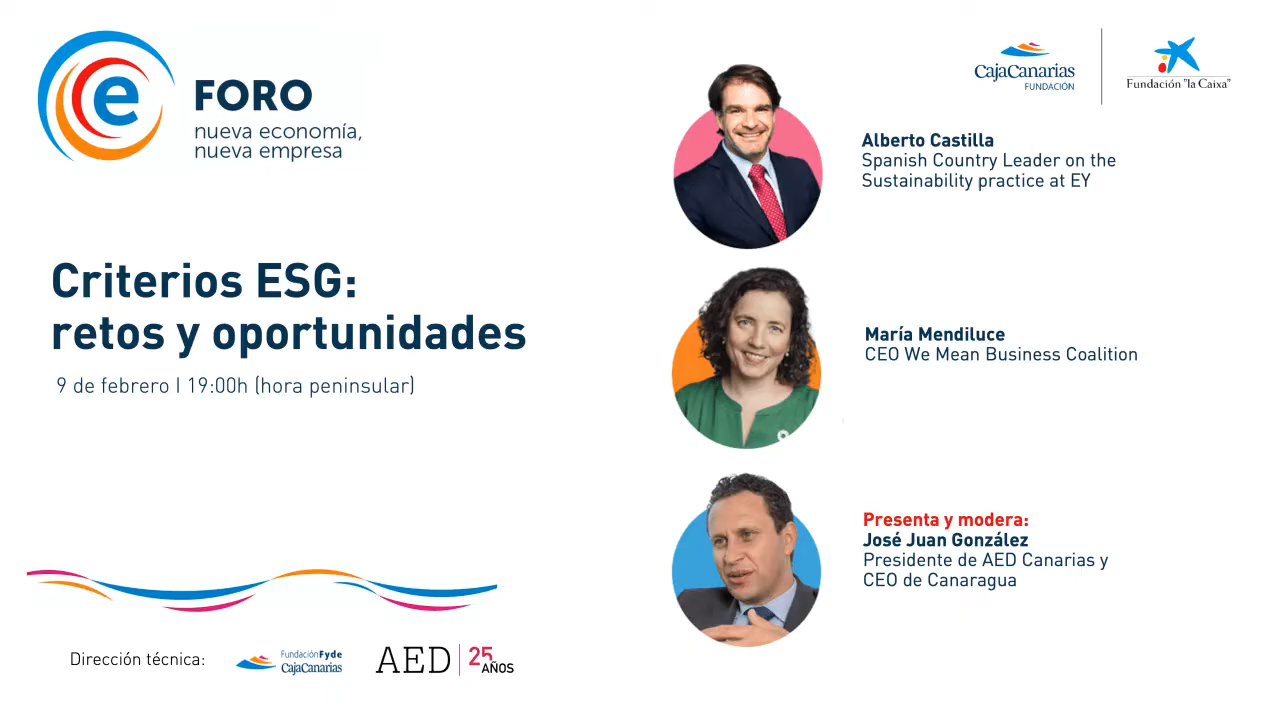 e
FORO
nueva economía,
nueva empresa
Criterios ESG:
retos y oportunidades
9 de febrero I 19:00h (hora peninsular)
Dirección técnica:
FundaciónFyde
CajaCanarias
AED
25
AÑOS
CajaCanarias
FUNDACIÓN
Fundación "la Caixa"
Alberto Castilla
Spanish Country Leader on the
Sustainability practice at EY
María Mendiluce
CEO We Mean Business Coalition
Presenta y modera:
José Juan González
Presidente de AED Canarias y
CEO de Canaragua